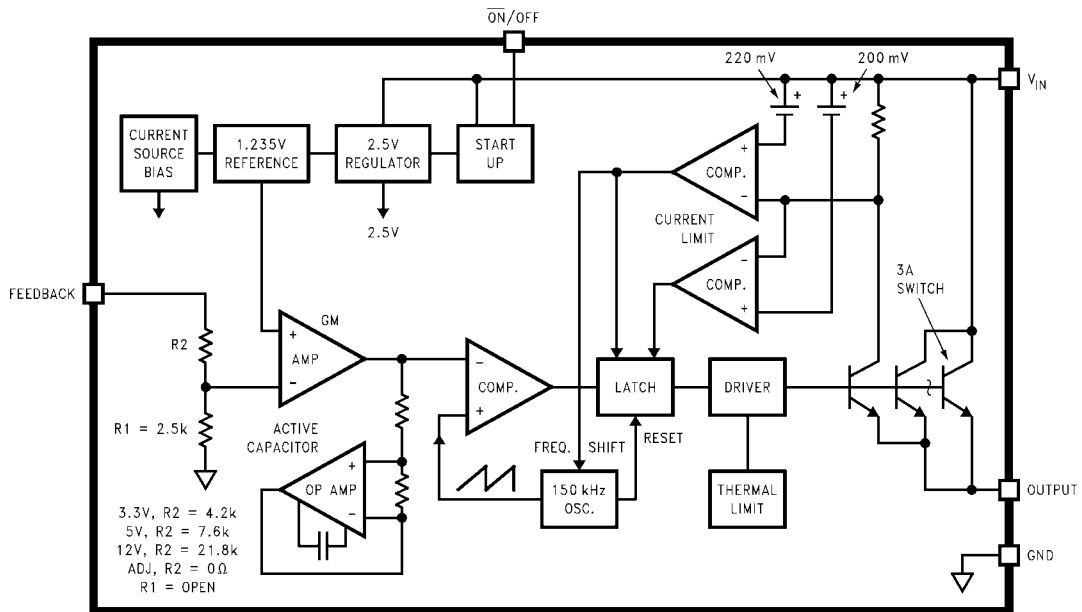 ON/OFF
220 mV
200 mV
+
+
V_IN
CURRENT
SOURCE
BIAS
1.235V
REFERENCE
2.5V
REGULATOR
START
UP
2.5V
+
COMP.
-
CURRENT
LIMIT
-
COMP.
+
3A
SWITCH
FEEDBACK
R2
R1 = 2.5k
GM
+
AMP
-
-
COMP.
+
LATCH
DRIVER
FREQ. SHIFT
RESET
ACTIVE
CAPACITOR
+
OP AMP
-
150 kHz
OSC.
THERMAL
LIMIT
OUTPUT
GND
3.3V, R2 = 4.2k
5V, R2 = 7.6k
12V, R2 = 21.8k
ADJ, R2 = 0Ω
R1 = OPEN